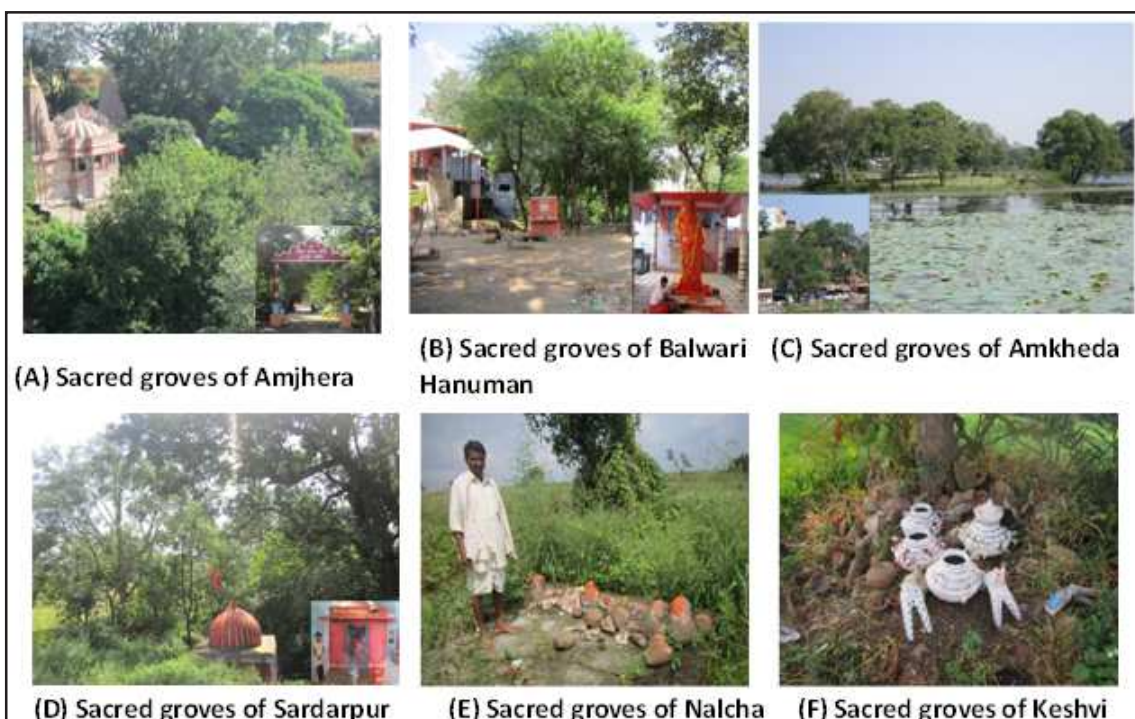 (A) Sacred groves of Amjhera
(B) Sacred groves of Balwari
Hanuman
(C) Sacred groves of Amkheda
(D) Sacred groves of Sardarpur
(E) Sacred groves of Nalcha
(F) Sacred groves of Keshvi